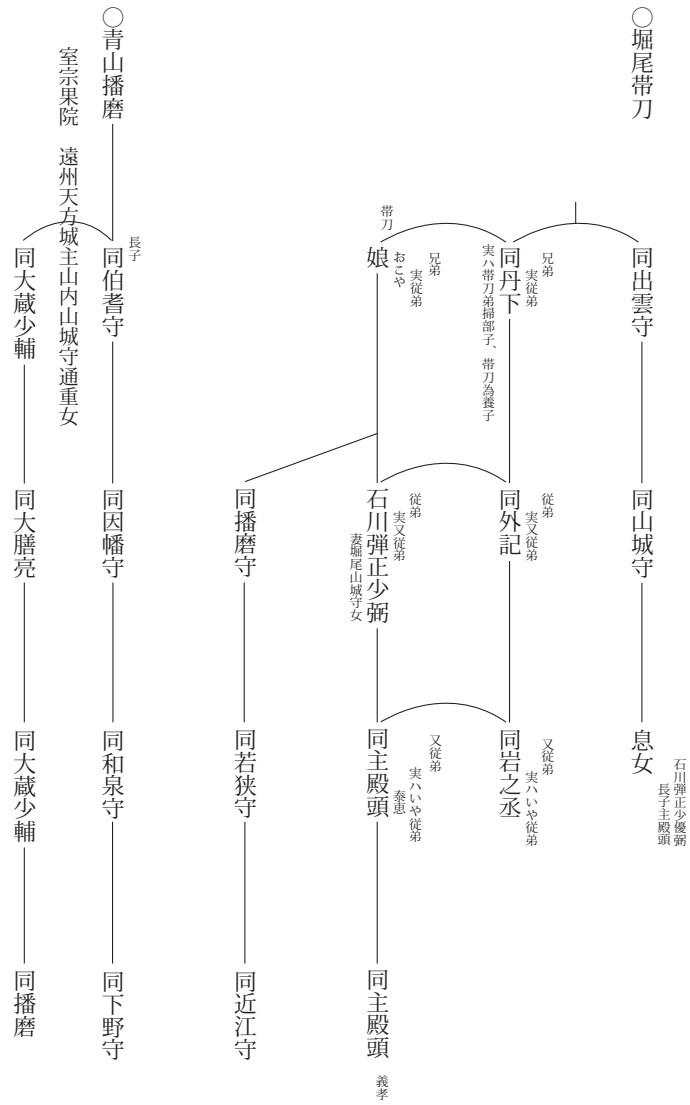 ○堀尾帯刀
同出雲守
同山城守
息女
石川弾正少優弼
長子主殿頭
兄弟
実従弟
同丹下
実ハ帯刀弟掃部子、帯刀為養子
従弟
実又従弟
同外記
又従弟
実ハいや従弟
同岩之丞
兄弟
実従弟
おこや
娘
帯刀
従弟
実又従弟
石川弾正少弼
妻堀尾山城守女
又従弟
実ハいや従弟
泰恵
同主殿頭
同主殿頭
義孝
同播磨守
同若狭守
同近江守
○青山播磨
室宗果院　遠州天方城主山内山城守通重女
長子
同伯耆守
同因幡守
同和泉守
同下野守
同大蔵少輔
同大膳亮
同大蔵少輔
同播磨